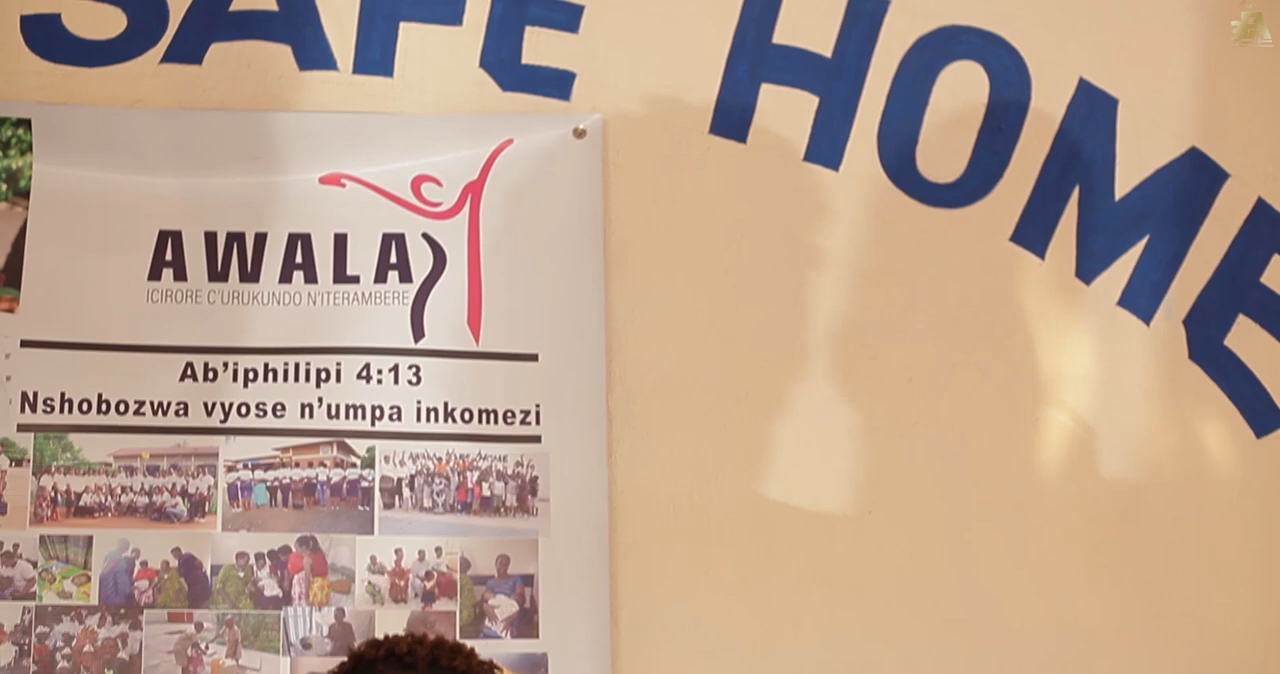 SAFE HOME
AWALA
ICIRORE C'URUKUNDO N'ITERAMBERE
Ab'iphilipi 4:13
Nshobozwa vyose n'umpa inkomezi